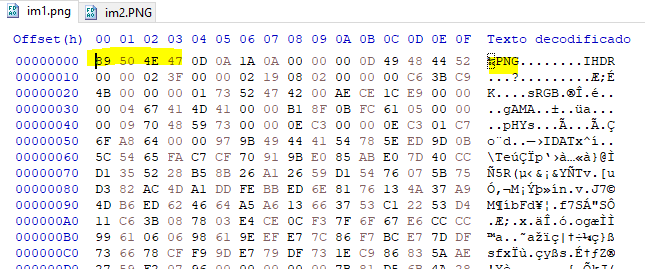 im1.png im2.PNG
Offset(h) 00 01 02 03 04 05 06 07 08 09 0A 0B 0C 0D 0E 0F Texto decodificado
00000000 89 50 4E 47 0D 0A 1A 0A 00 00 00 0D 49 48 44 52 ‰PNG........IHDR
00000010 00 00 02 3F 00 00 02 19 08 02 00 00 00 C6 3B C9 ...?.........Æ;É
00000020 4B 00 00 00 01 73 52 47 42 00 AE CE 1C E9 00 00 K....sRGB.®Î.é..
00000030 00 04 67 41 4D 41 00 00 B1 8F 0B FC 61 05 00 00 ..gAMA..±..üa...
00000040 00 09 70 48 59 73 00 00 0E C3 00 00 0E C3 01 C7 ..pHYs...Ã...Ã.Ç
00000050 6F A8 64 00 00 97 9B 49 44 41 54 78 5E ED 9D 0B o¨d..—›IDATx^í..
00000060 5C 54 65 FA C7 CF 70 91 9B E0 85 AB E0 7D 40 CC \TeúÇÏp‘›à…«à}@Ì
00000070 D1 35 52 28 B5 8B 26 A1 26 59 D1 54 76 07 5B 75 Ñ5R(µ‹&¡&YÑTv.[u
00000080 D3 82 AC 4D A1 DD FE BB ED 6E 81 76 13 4A 37 A9 Ó‚¬M¡Ýþ»ín.v.J7©
00000090 4D B6 ED 62 46 64 A5 A6 13 66 37 53 C1 22 53 D4 M¶íbFd¥¦.f7SÁ"SÔ
000000A0 11 C6 3B 08 78 03 E4 CE 0C F3 7F 6F 67 E6 CC CC .Æ;.x.äÎ.ó.ogæÌÌ
000000B0 99 61 06 06 98 61 9E EF E7 7C 86 F7 BC E7 7D DF ™a..˜ažïç|†÷¼ç}ß
000000C0 73 66 78 CF F9 9D E7 79 DF 73 1E C9 86 83 5A AE sfxÏù.çyßs.É†ƒZ®